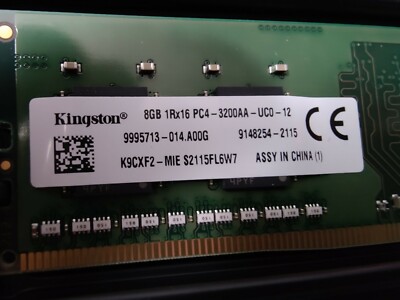 Kingston
8GB 1Rx16 PC4-3200AA-UC0-12
9995713-014.A00G 9148254-2115
K9CXF2-MIE S2115FL6W7 ASSY IN CHINA (1)
CE